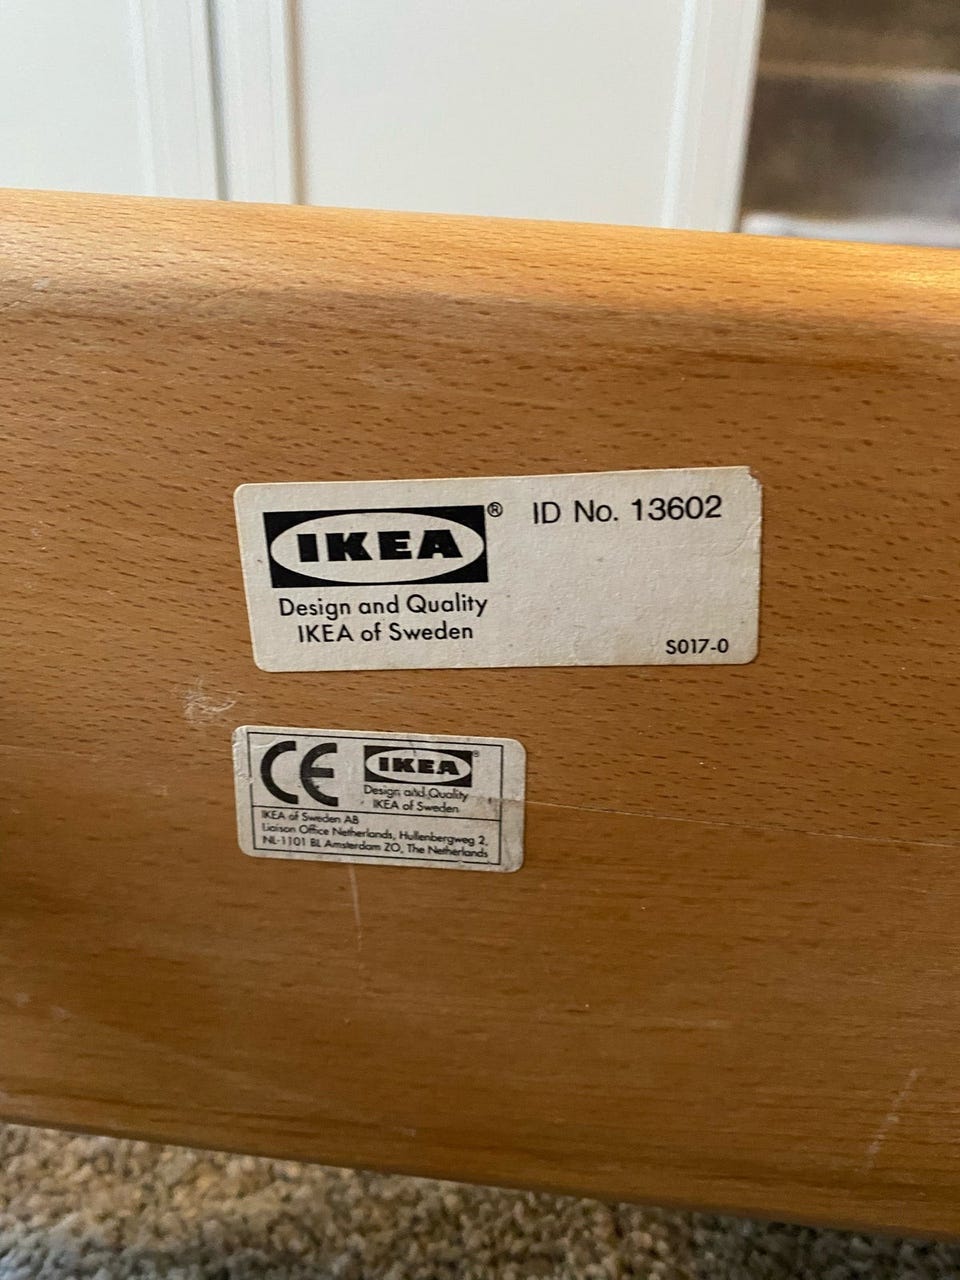 IKEA®
ID No. 13602
Design and Quality
IKEA of Sweden
S017-0
CE
IKEA®
Design and Quality
IKEA of Sweden
IKEA of Sweden AB
Liaison Office Netherlands, Hullenbergweg 2,
NL-1101 BL Amsterdam ZO, The Netherlands